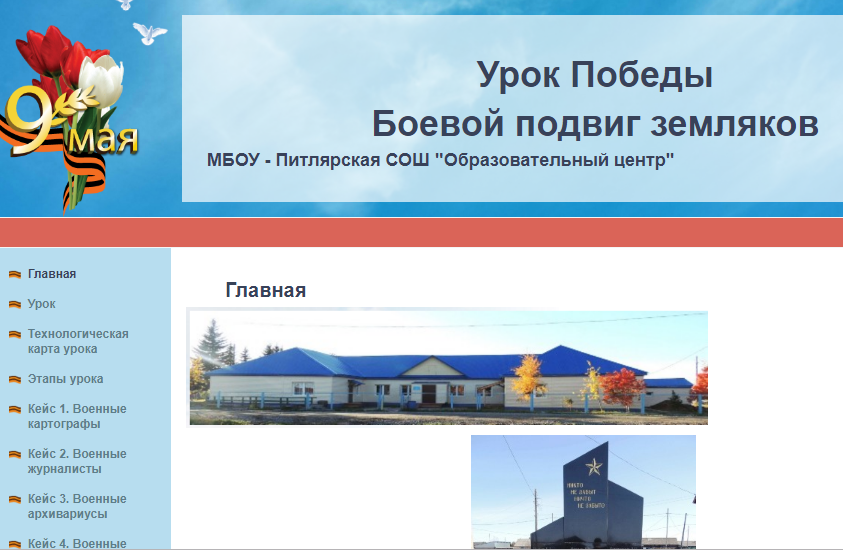 9
мая
Урок Победы
Боевой подвиг земляков
МБОУ - Питлярская СОШ "Образовательный центр"
Главная
Урок
Технологическая
карта урока
Этапы урока
Кейс 1. Военные
картографы
Кейс 2. Военные
журналисты
Кейс 3. Военные
архивариусы
Кейс 4. Военные
Главная
НИКТО
НЕ ЗАБЫТ
НИЧТО
НЕ ЗАБЫТО